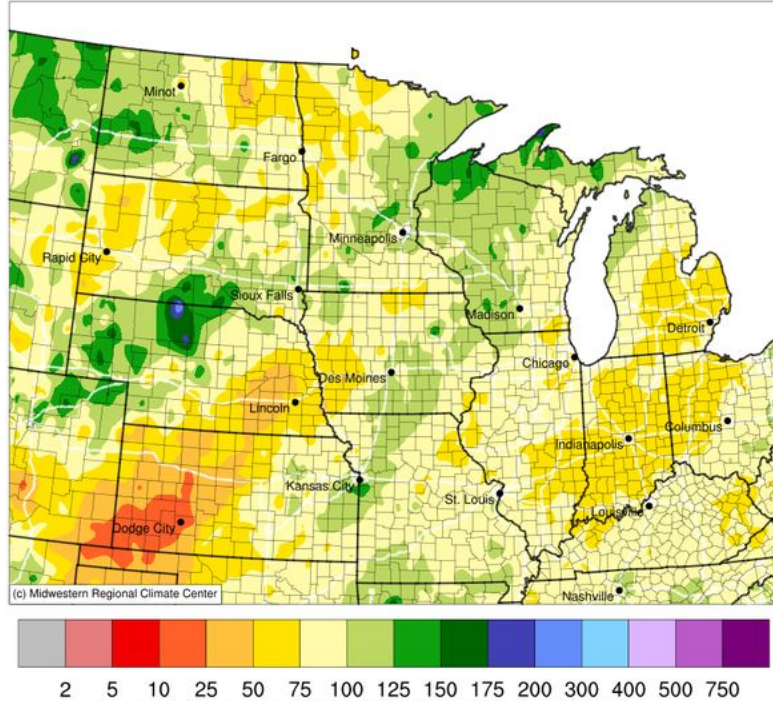 Minot
Fargo
Minneapolis
Rapid City
Sioux Falls
Madison
Detroit
Chicago
Des Moines
Lincoln
Columbus
Indianapolis
Kansas City
St. Louis
Louisville
Dodge City
(c) Midwestern Regional Climate Center
Nashville
2 5 10 25 50 75 100 125 150 175 200 300 400 500 750